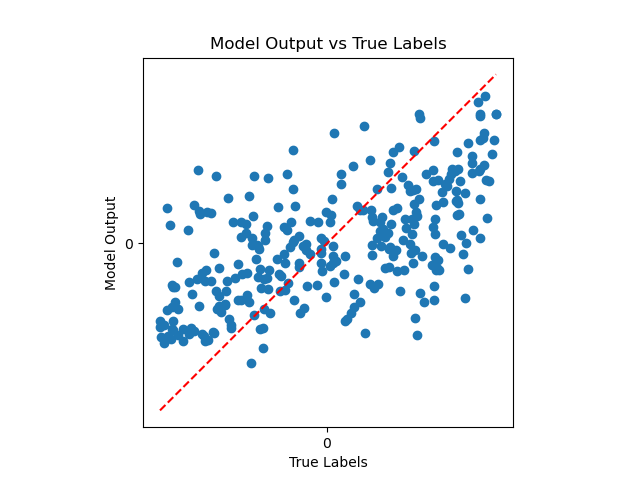 Model Output vs True Labels
Model Output
0
0
True Labels